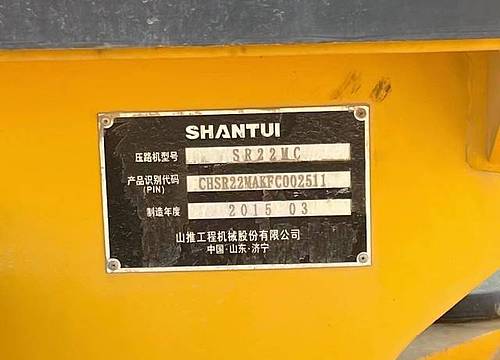 SHANTUI
压路机型号 SR22MC
产品识别代码 CHSR22MAKFC002511
(PIN)
制造年度 2015 03
山推工程机械股份有限公司
中国·山东·济宁